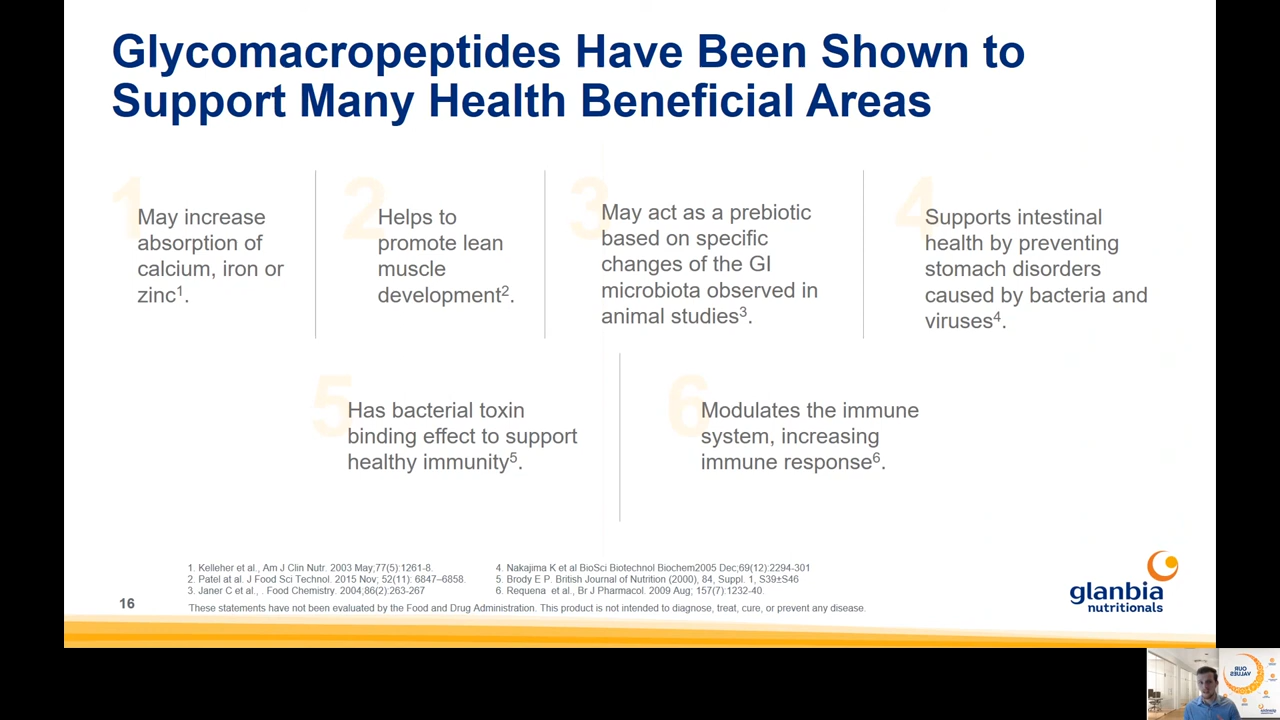 Glycomacropeptides Have Been Shown to
Support Many Health Beneficial Areas
1
May increase
absorption of
calcium, iron or
zinc¹.
2
Helps to
promote lean
muscle
development².
3
May act as a prebiotic
based on specific
changes of the GI
microbiota observed in
animal studies³.
4
Supports intestinal
health by preventing
stomach disorders
caused by bacteria and
viruses⁴.
5
Has bacterial toxin
binding effect to support
healthy immunity⁵.
6
Modulates the immune
system, increasing
immune response⁶.
1. Kelleher et al., Am J Clin Nutr. 2003 May;77(5):1261-8.
2. Patel at al. J Food Sci Technol. 2015 Nov; 52(11): 6847–6858.
3. Janer C et al., . Food Chemistry. 2004;86(2):263-267
4. Nakajima K et al BioSci Biotechnol Biochem2005 Dec;69(12):2294-301
5. Brody E P. British Journal of Nutrition (2000), 84, Suppl. 1, S39±S46
6. Requena et al., Br J Pharmacol. 2009 Aug; 157(7):1232-40.
These statements have not been evaluated by the Food and Drug Administration. This product is not intended to diagnose, treat, cure, or prevent any disease.
16
glanbia
nutritionals
OUR
VALUES